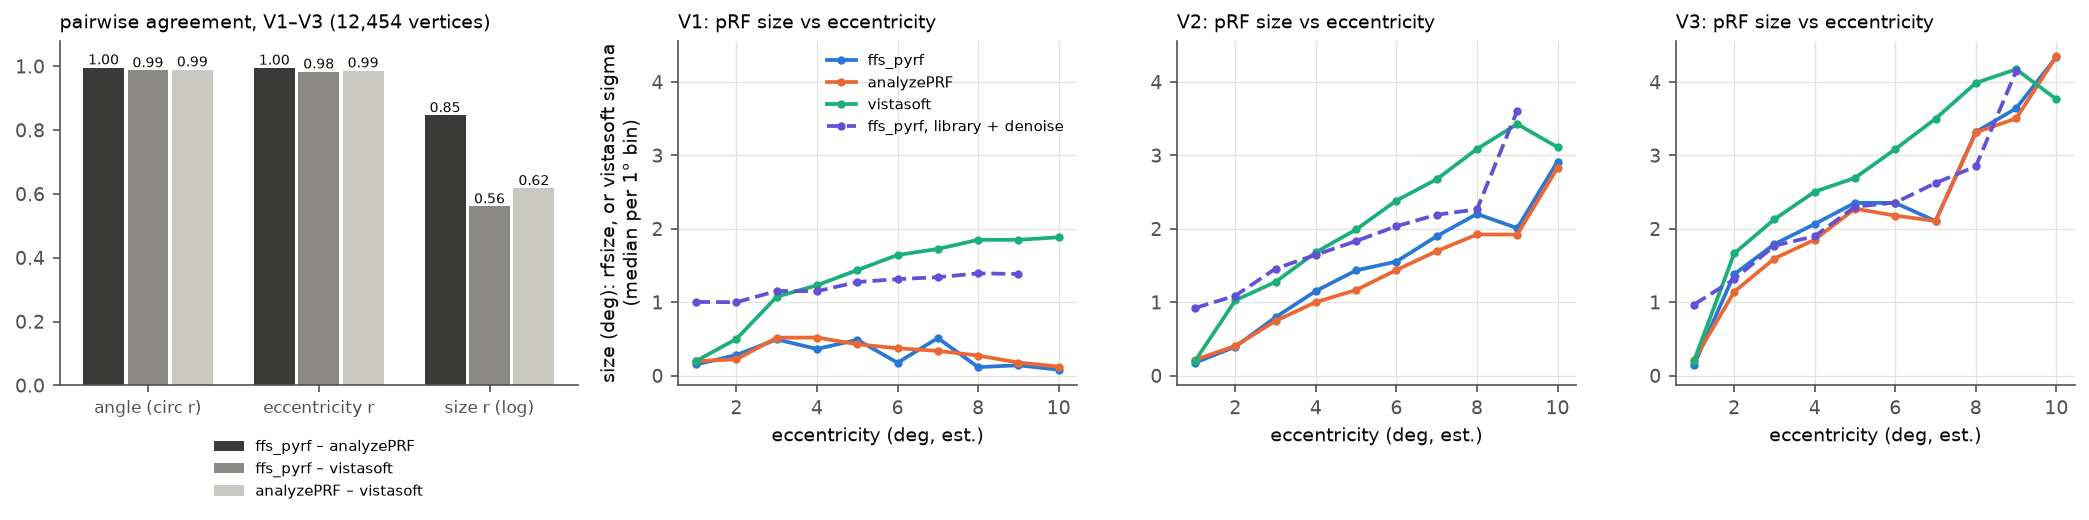 pairwise agreement, V1–V3 (12,454 vertices)
1.00 0.99 0.99
1.00 0.98 0.99
0.85
0.56
0.62
1.0
0.8
0.6
0.4
0.2
0.0
angle (circ r)
eccentricity r
size r (log)
ffs_pyrf – analyzePRF
ffs_pyrf – vistasoft
analyzePRF – vistasoft
V1: pRF size vs eccentricity
size (deg): rfsize, or vistasoft sigma
(median per 1° bin)
ffs_pyrf
analyzePRF
vistasoft
ffs_pyrf, library + denoise
4
3
2
1
0
2 4 6 8 10
eccentricity (deg, est.)
V2: pRF size vs eccentricity
4
3
2
1
0
2 4 6 8 10
eccentricity (deg, est.)
V3: pRF size vs eccentricity
4
3
2
1
0
2 4 6 8 10
eccentricity (deg, est.)